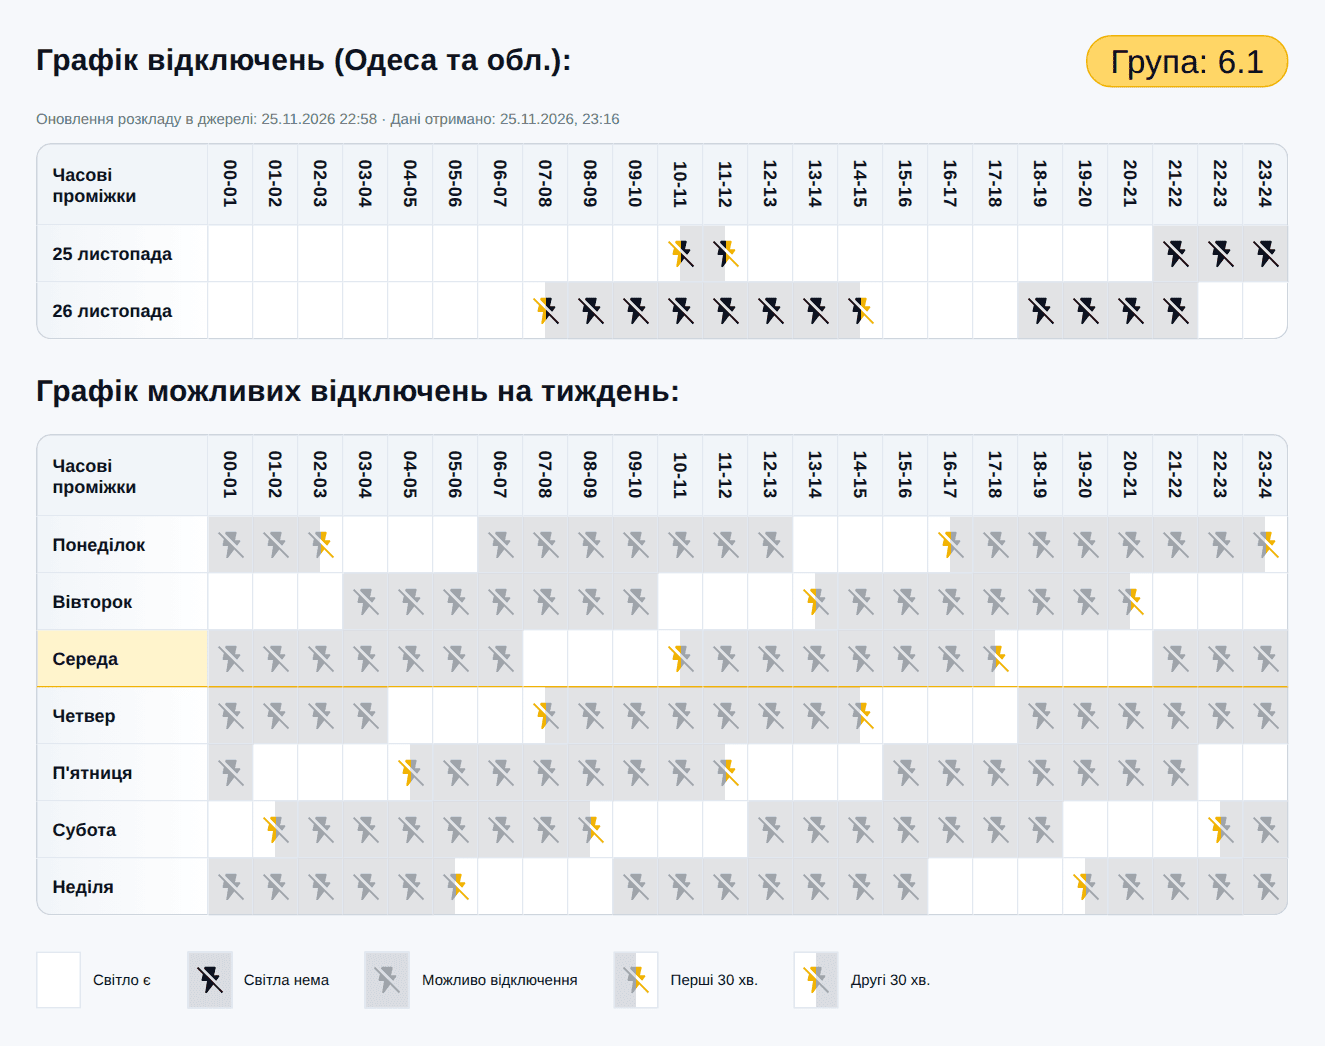 Графік відключень (Одеса та обл.):
Група: 6.1
Оновлення розкладу в джерелі: 25.11.2026 22:58 · Дані отримано: 25.11.2026, 23:16
Часові
проміжки
00-01 01-02 02-03 03-04 04-05 05-06 06-07 07-08 08-09 09-10 10-11 11-12 12-13 13-14 14-15 15-16 16-17 17-18 18-19 19-20 20-21 21-22 22-23 23-24
25 листопада
26 листопада
Графік можливих відключень на тиждень:
Часові
проміжки
00-01 01-02 02-03 03-04 04-05 05-06 06-07 07-08 08-09 09-10 10-11 11-12 12-13 13-14 14-15 15-16 16-17 17-18 18-19 19-20 20-21 21-22 22-23 23-24
Понеділок
Вівторок
Середа
Четвер
П'ятниця
Субота
Неділя
Світло є
Світла нема
Можливо відключення
Перші 30 хв.
Другі 30 хв.